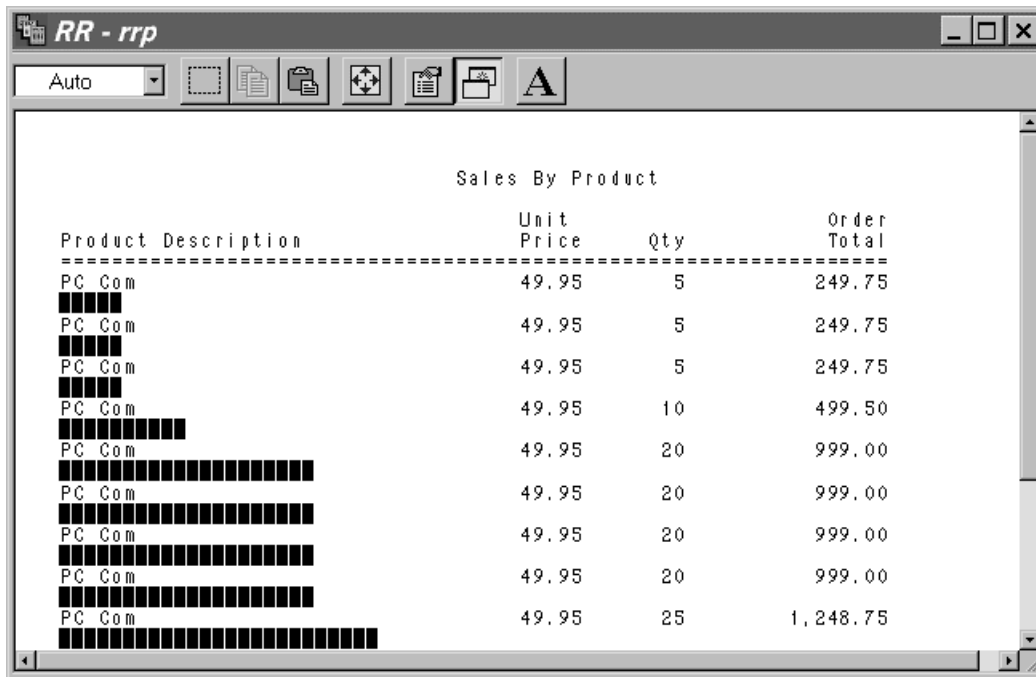 RR - rrp
Auto
A
Sales By Product
Unit Order
Product Description Price Qty Total
=================================================================
PC Com 49.95 5 249.75
PC Com 49.95 5 249.75
PC Com 49.95 5 249.75
PC Com 49.95 10 499.50
PC Com 49.95 20 999.00
PC Com 49.95 20 999.00
PC Com 49.95 20 999.00
PC Com 49.95 20 999.00
PC Com 49.95 25 1,248.75